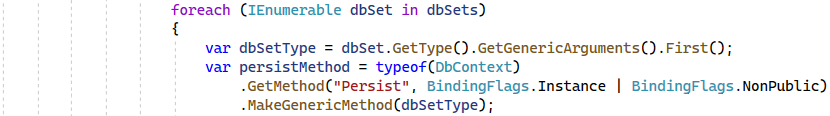 foreach (IEnumerable dbSet in dbSets)
{
var dbSetType = dbSet.GetType().GetGenericArguments().First();
var persistMethod = typeof(DbContext)
.GetMethod("Persist", BindingFlags.Instance | BindingFlags.NonPublic)
.MakeGenericMethod(dbSetType);